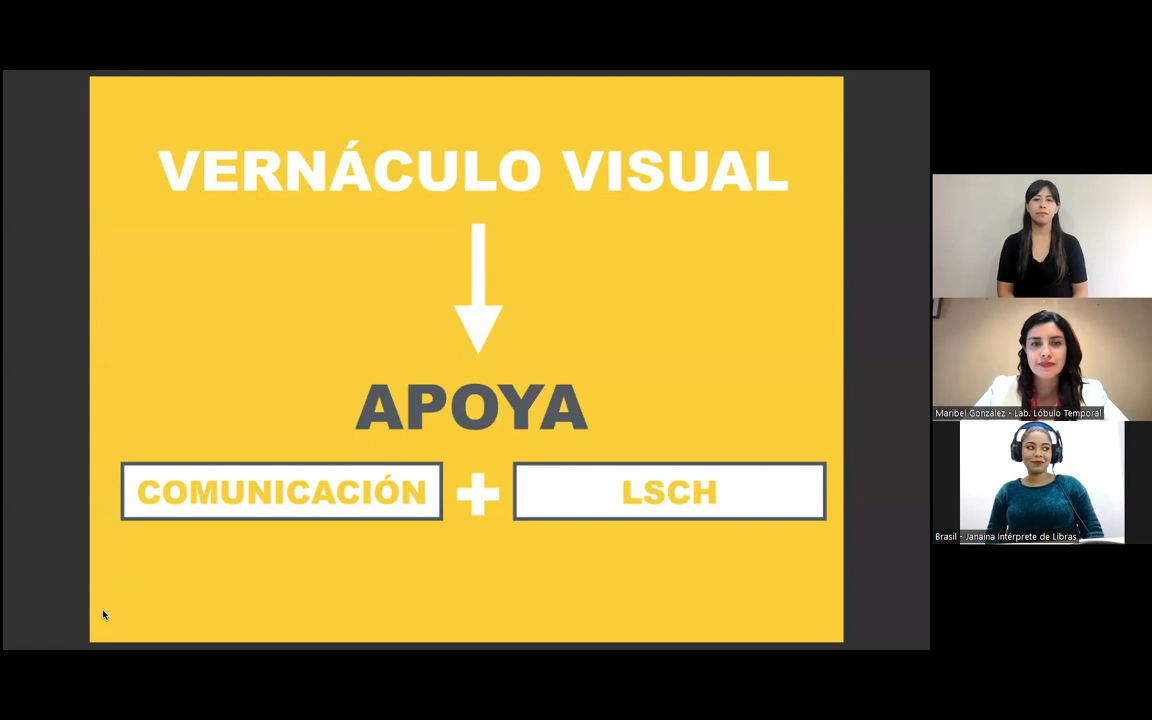 VERNÁCULO VISUAL
APOYA
COMUNICACIÓN + LSCH
Maribel González - Lab. Lóbulo Temporal
Brasil - Janaina Intérprete de Libras